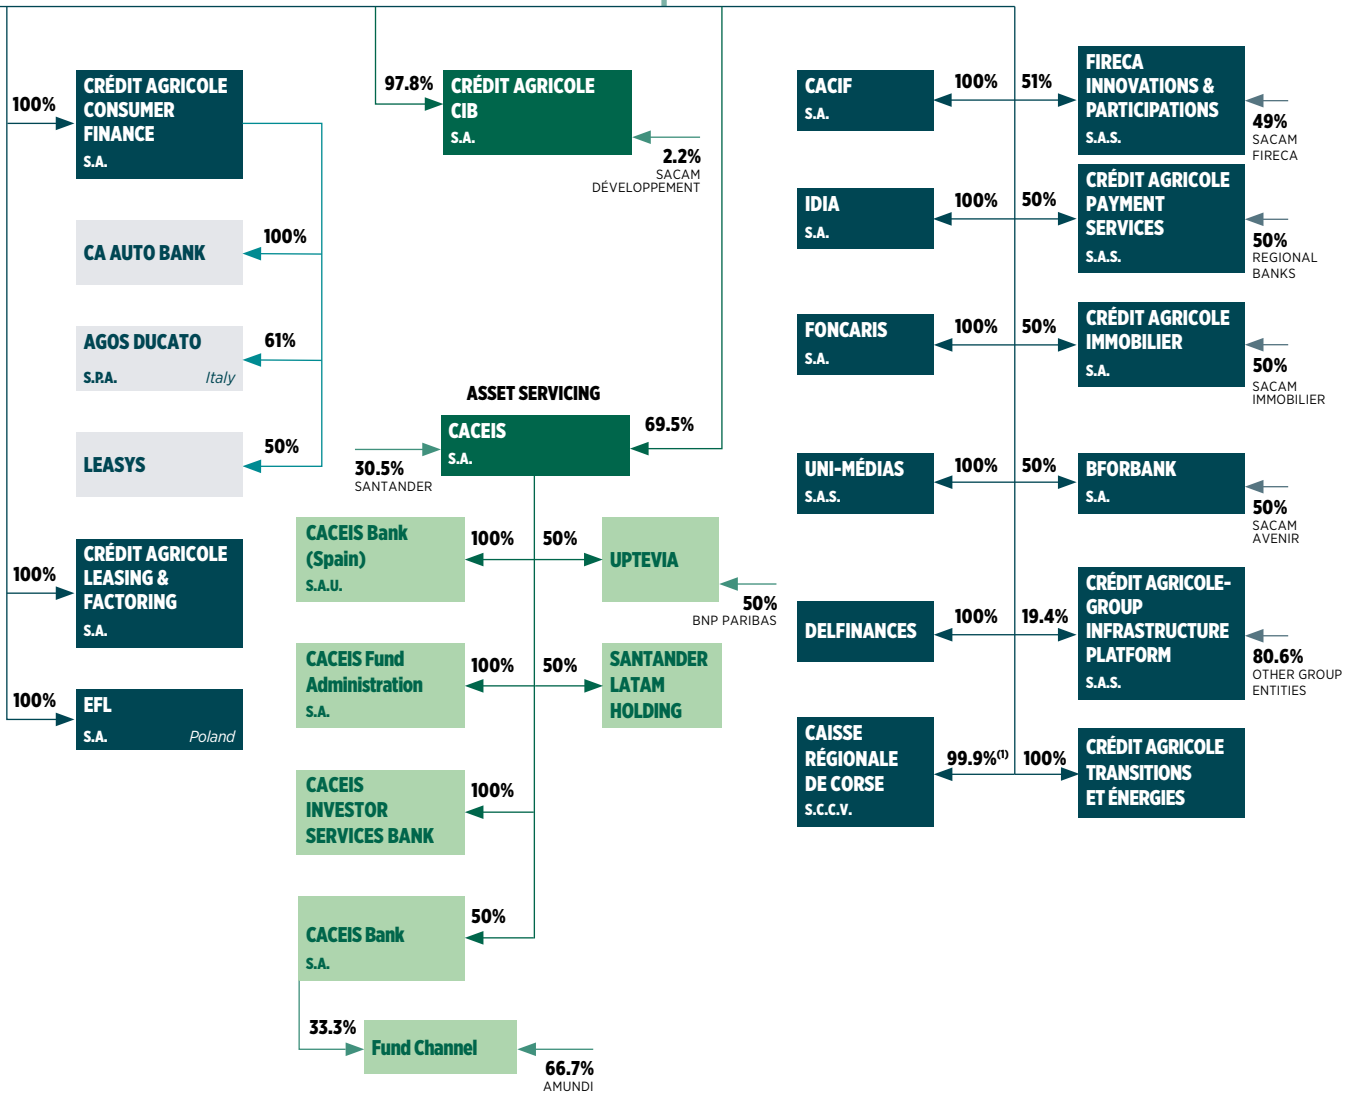 100%
CRÉDIT AGRICOLE
CONSUMER
FINANCE
S.A.
100%
CA AUTO BANK
61%
AGOS DUCATO
S.P.A. Italy
50%
LEASYS
100%
CRÉDIT AGRICOLE
LEASING &
FACTORING
S.A.
100%
EFL
S.A. Poland
97.8%
CRÉDIT AGRICOLE
CIB
S.A.
2.2%
SACAM
DÉVELOPPEMENT
ASSET SERVICING
CACEIS
S.A.
69.5%
30.5%
SANTANDER
CACEIS Bank
(Spain)
S.A.U.
100%
50%
UPTEVIA
50%
BNP PARIBAS
CACEIS Fund
Administration
S.A.
100%
50%
SANTANDER
LATAM
HOLDING
CACEIS
INVESTOR
SERVICES BANK
100%
CACEIS Bank
S.A.
50%
33.3%
Fund Channel
66.7%
AMUNDI
CACIF
S.A.
100%
51%
FIRECA
INNOVATIONS &
PARTICIPATIONS
S.A.S.
49%
SACAM
FIRECA
IDIA
S.A.
100%
50%
CRÉDIT AGRICOLE
PAYMENT
SERVICES
S.A.S.
50%
REGIONAL
BANKS
FONCARIS
S.A.
100%
50%
CRÉDIT AGRICOLE
IMMOBILIER
S.A.
50%
SACAM
IMMOBILIER
UNI-MÉDIAS
S.A.S.
100%
50%
BFORBANK
S.A.
50%
SACAM
AVENIR
DELFINANCES
100%
19.4%
CRÉDIT AGRICOLE-
GROUP
INFRASTRUCTURE
PLATFORM
S.A.S.
80.6%
OTHER GROUP
ENTITIES
CAISSE
RÉGIONALE
DE CORSE
S.C.C.V.
99.9%(1)
100%
CRÉDIT AGRICOLE
TRANSITIONS
ET ÉNERGIES